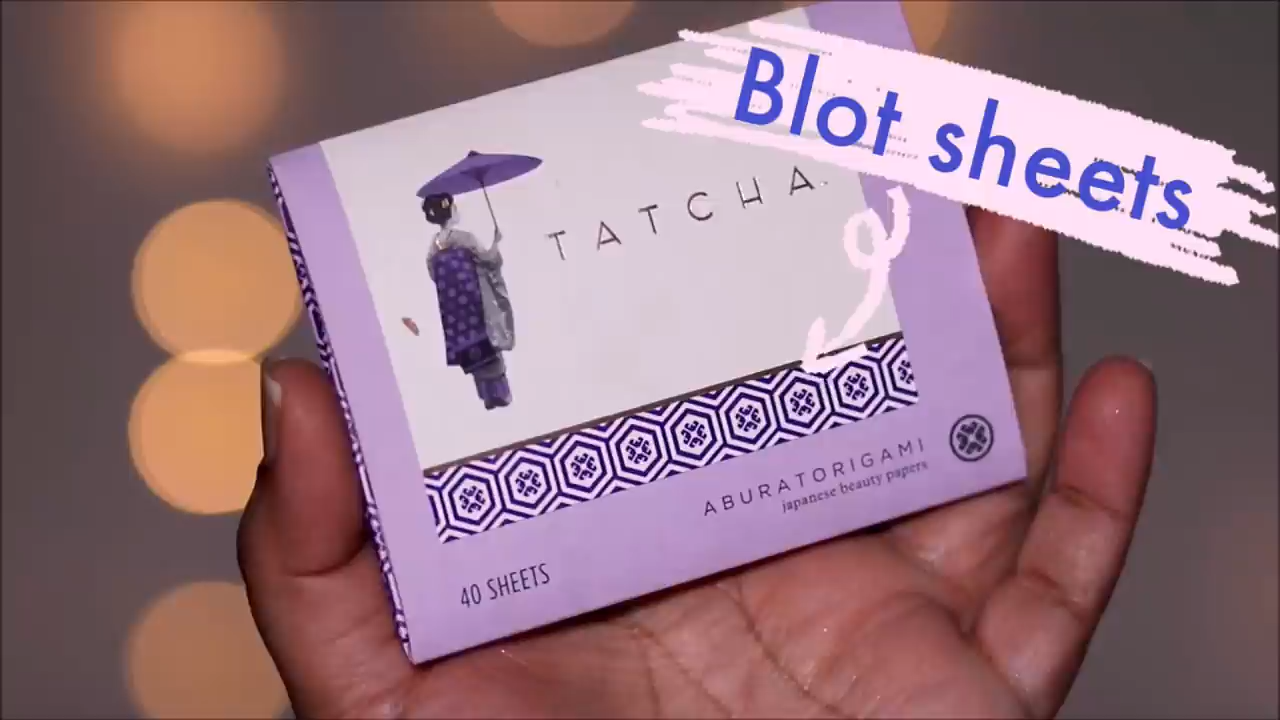 Blot sheets
TATCHA.
ABURATORIGAMI
japanese beauty papers
40 SHEETS